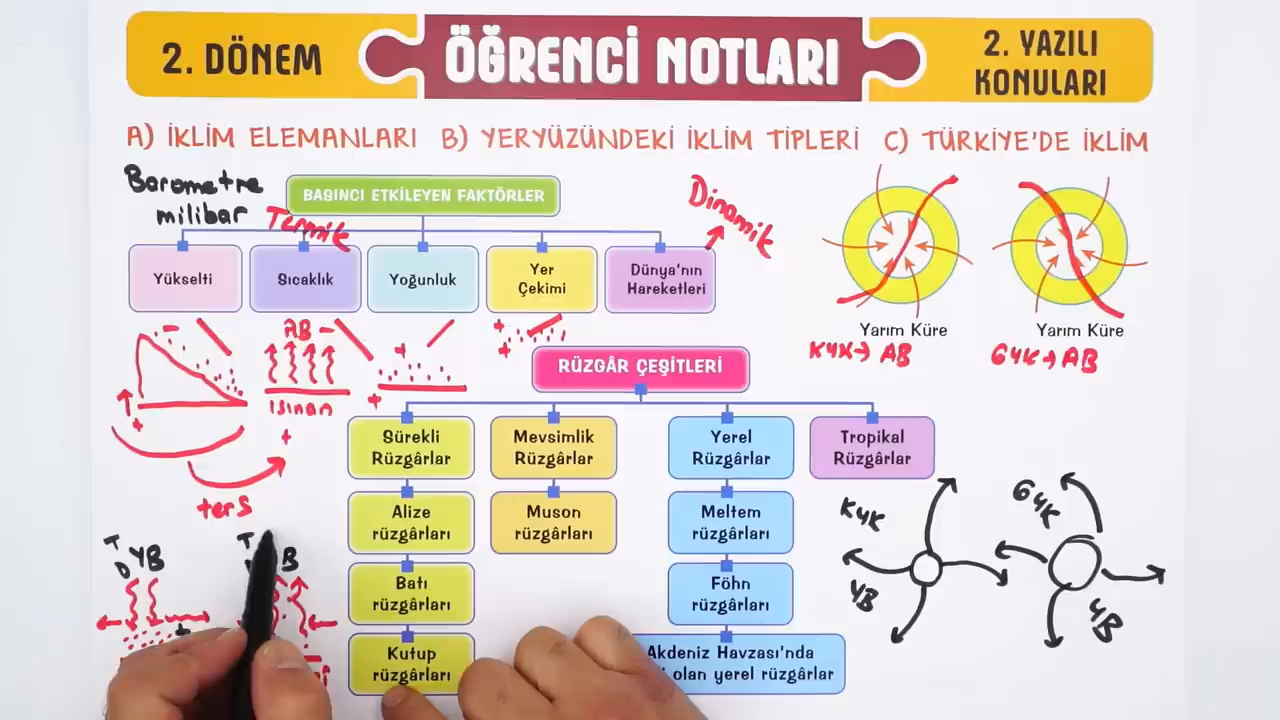 2. DÖNEM
ÖĞRENCİ NOTLARI
2. YAZILI
KONULARI
A) İKLİM ELEMANLARI B) YERYÜZÜNDEKİ İKLİM TİPLERİ C) TÜRKİYE'DE İKLİM
Barometre
milibar
BASINCI ETKİLEYEN FAKTÖRLER
Termik
Dinamik
Yükselti
Sıcaklık
Yoğunluk
Yer
Çekimi
Dünya'nın
Hareketleri
Yarım Küre
KYK→ AB
Yarım Küre
GYK→AB
- AB - + +
+
ısınan
+
+
+
ters
RÜZGÂR ÇEŞİTLERİ
Sürekli
Rüzgârlar
Mevsimlik
Rüzgârlar
Yerel
Rüzgârlar
Tropikal
Rüzgârlar
Alize
rüzgârları
Muson
rüzgârları
Meltem
rüzgârları
Batı
rüzgârları
Föhn
rüzgârları
Kutup
rüzgârları
Akdeniz Havzası'nda
olan yerel rüzgârlar
T
D YB
T
B
+
KYK
YB
GYK
YB